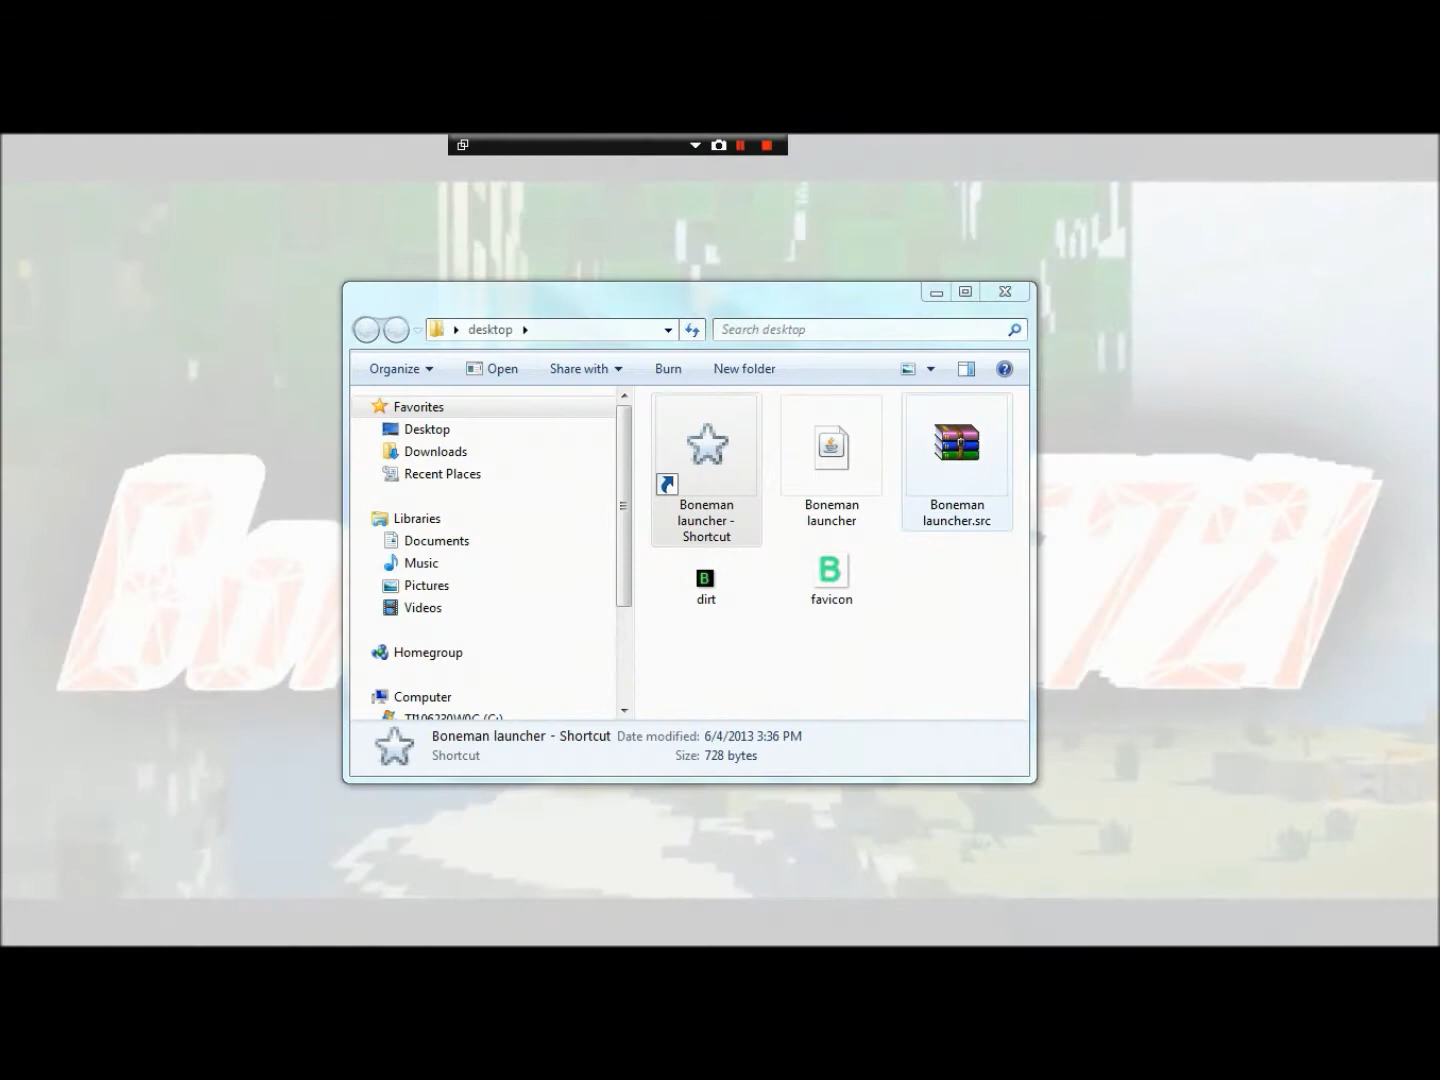 desktop
Search desktop
Organize
Open
Share with
Burn
New folder
Favorites
Desktop
Downloads
Recent Places
Libraries
Documents
Music
Pictures
Videos
Homegroup
Computer
Boneman
launcher -
Shortcut
Boneman
launcher
Boneman
launcher.src
B
dirt
B
favicon
Boneman launcher - Shortcut Date modified: 6/4/2013 3:36 PM
Shortcut Size: 728 bytes